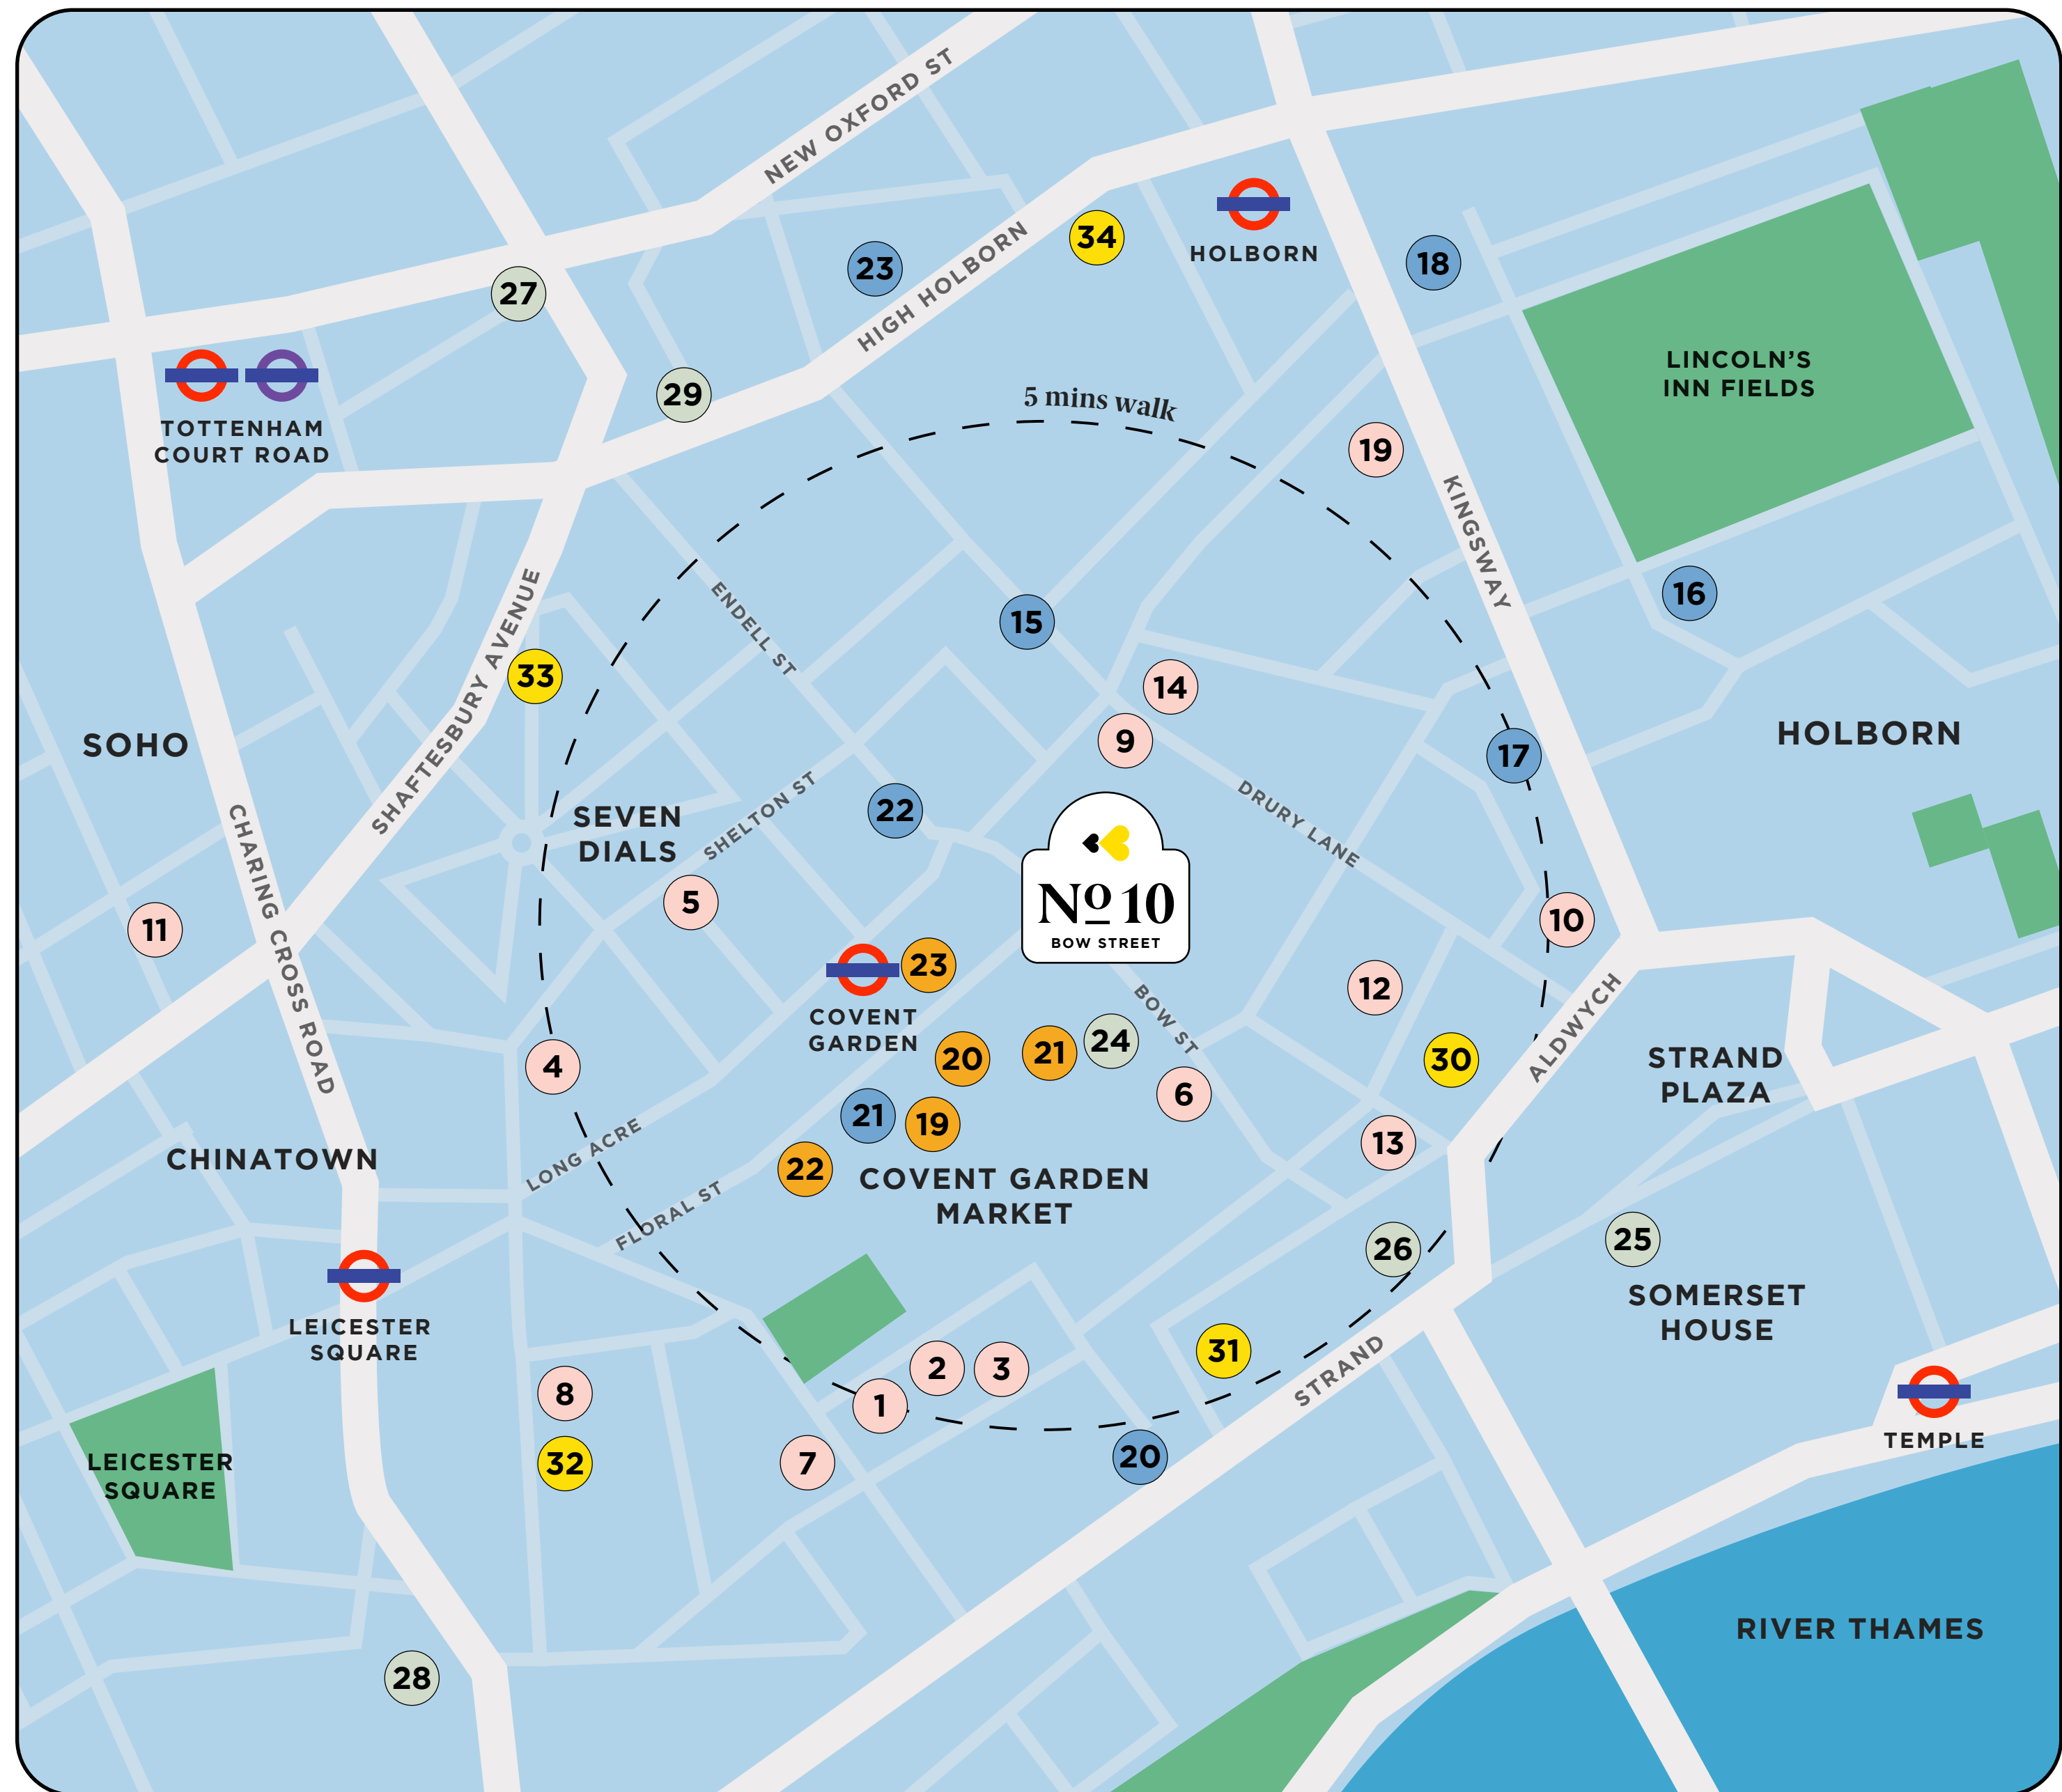 NEW OXFORD ST
34
HOLBORN
23
18
27
HIGH HOLBORN
TOTTENHAM
COURT ROAD
29
5 mins walk
LINCOLN'S
INN FIELDS
19
KINGSWAY
ENDELL ST
15
16
33
14
SHAFTESBURY AVENUE
SOHO
9
17
HOLBORN
22
DRURY LANE
SEVEN
DIALS
SHELTON ST
CHARING CROSS ROAD
5
No 10
BOW STREET
11
10
23
COVENT
GARDEN
12
BOW ST
ALDWYCH
4
20
21
24
30
STRAND
PLAZA
6
21
19
13
LONG ACRE
CHINATOWN
22
COVENT GARDEN
MARKET
FLORAL ST
26
25
LEICESTER
SQUARE
SOMERSET
HOUSE
31
STRAND
8
2
3
1
TEMPLE
LEICESTER
SQUARE
32
7
20
RIVER THAMES
28